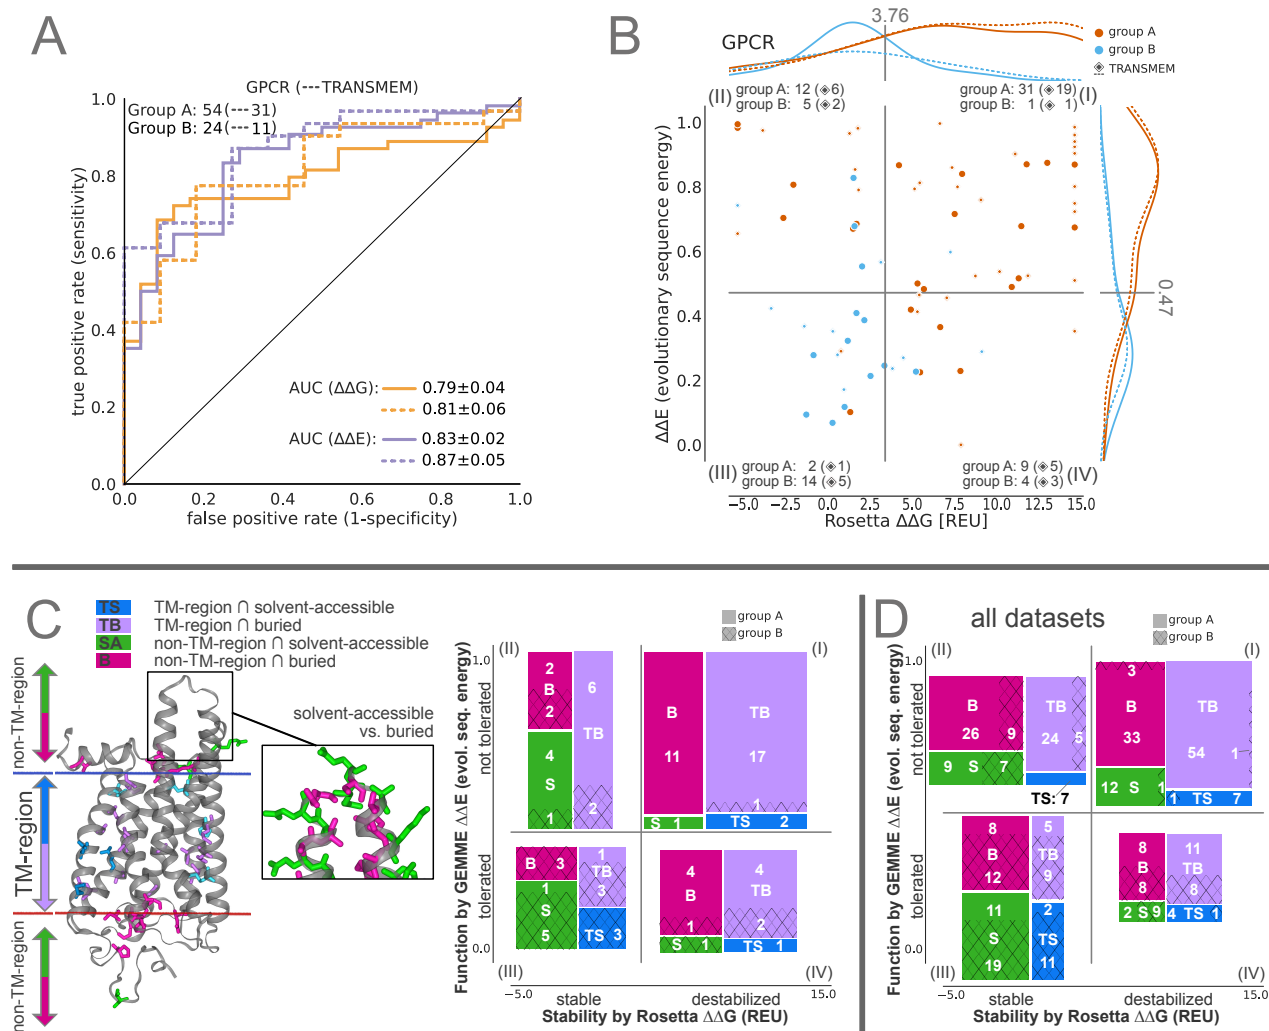 A
GPCR (---TRANSMEM)
Group A: 54 (--- 31)
Group B: 24 (--- 11)
1.0
0.8
0.6
0.4
0.2
0.0
true positive rate (sensitivity)
AUC (ΔΔG): 0.79±0.04
0.81±0.06
AUC (ΔΔE): 0.83±0.02
0.87±0.05
0.0 0.2 0.4 0.6 0.8 1.0
false positive rate (1-specificity)
B
GPCR
3.76
group A
group B
TRANSMEM
(II)
group A: 12 (◈6)
group B: 5 (◈2)
group A: 31 (◈19)
group B: 1 (◈ 1)
(I)
1.0
0.8
0.6
0.4
0.2
0.0
ΔΔE (evolutionary sequence energy)
0.47
(III)
group A: 2 (◈1)
group B: 14 (◈5)
group A: 9 (◈5)
group B: 4 (◈3)
(IV)
−5.0 −2.5 0.0 2.5 5.0 7.5 10.0 12.5 15.0
Rosetta ΔΔG [REU]
C
TS TM-region ∩ solvent-accessible
TB TM-region ∩ buried
SA non-TM-region ∩ solvent-accessible
B non-TM-region ∩ buried
non-TM-region
TM-region
non-TM-region
solvent-accessible
vs. buried
group A
group B
(II)
(I)
1.0
2
B
2
6
TB
2
4
S
1
B
11
S 1
TB
17
1
TS 2
B 3
1
S
5
1
TB
3
TS 3
4
B
1
S 1
4
TB
2
TS 1
0.0
Function by GEMME ΔΔE (evol. seq. energy)
not tolerated
tolerated
(III)
(IV)
−5.0
stable
destabilized
15.0
Stability by Rosetta ΔΔG (REU)
D
all datasets
group A
group B
(II)
(I)
1.0
B
26 9
TB
24 5
9 S 7
TS: 7
3
B
33
TB
54 1
12 S 1
1 TS 7
8
B
12
5
TB
9
11
S
19
2
TS
11
8
B
8
11
TB
8
2 S 9
4 TS 1
0.0
Function by GEMME ΔΔE (evol. seq. energy)
not tolerated
tolerated
(III)
(IV)
−5.0
stable
destabilized
15.0
Stability by Rosetta ΔΔG (REU)